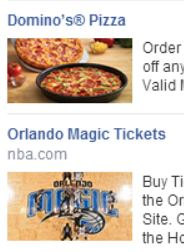 Domino's® Pizza
Order
off any
Valid
Orlando Magic Tickets
nba.com
ORLANDO
MAGIC
Buy Ti
the Or
Site. G
the Ho